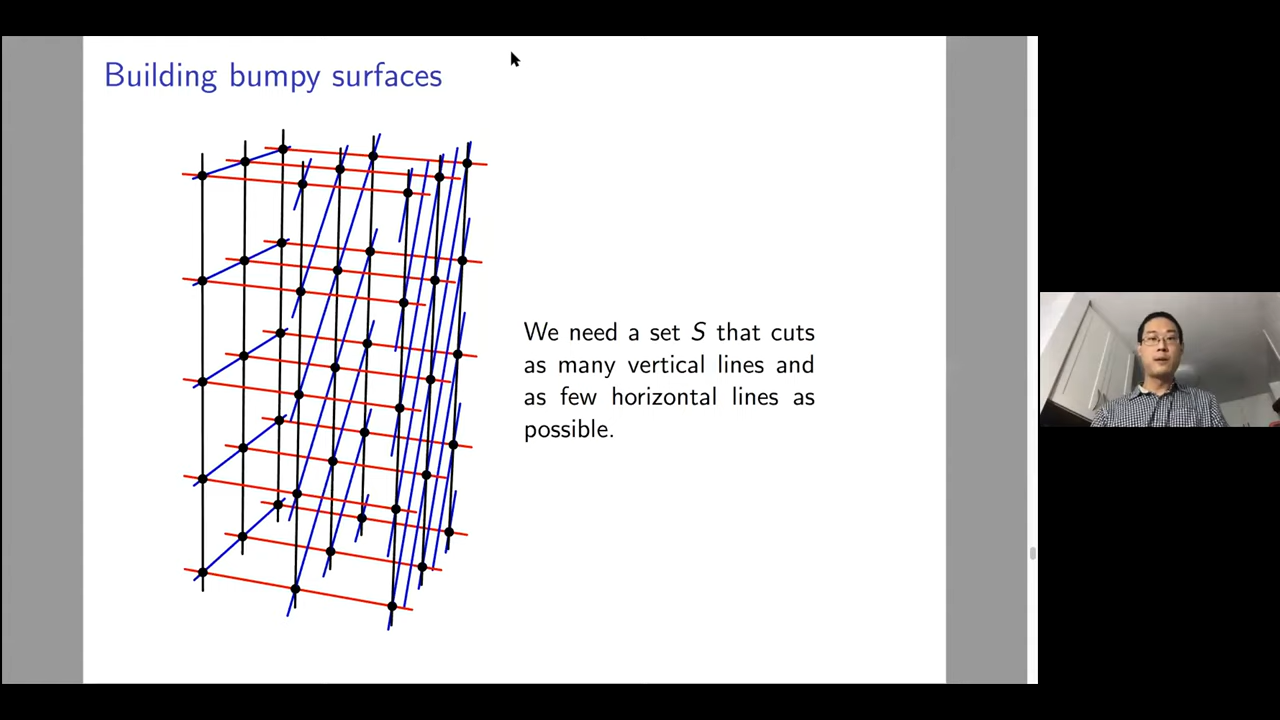 Building bumpy surfaces
We need a set S that cuts
as many vertical lines and
as few horizontal lines as
possible.